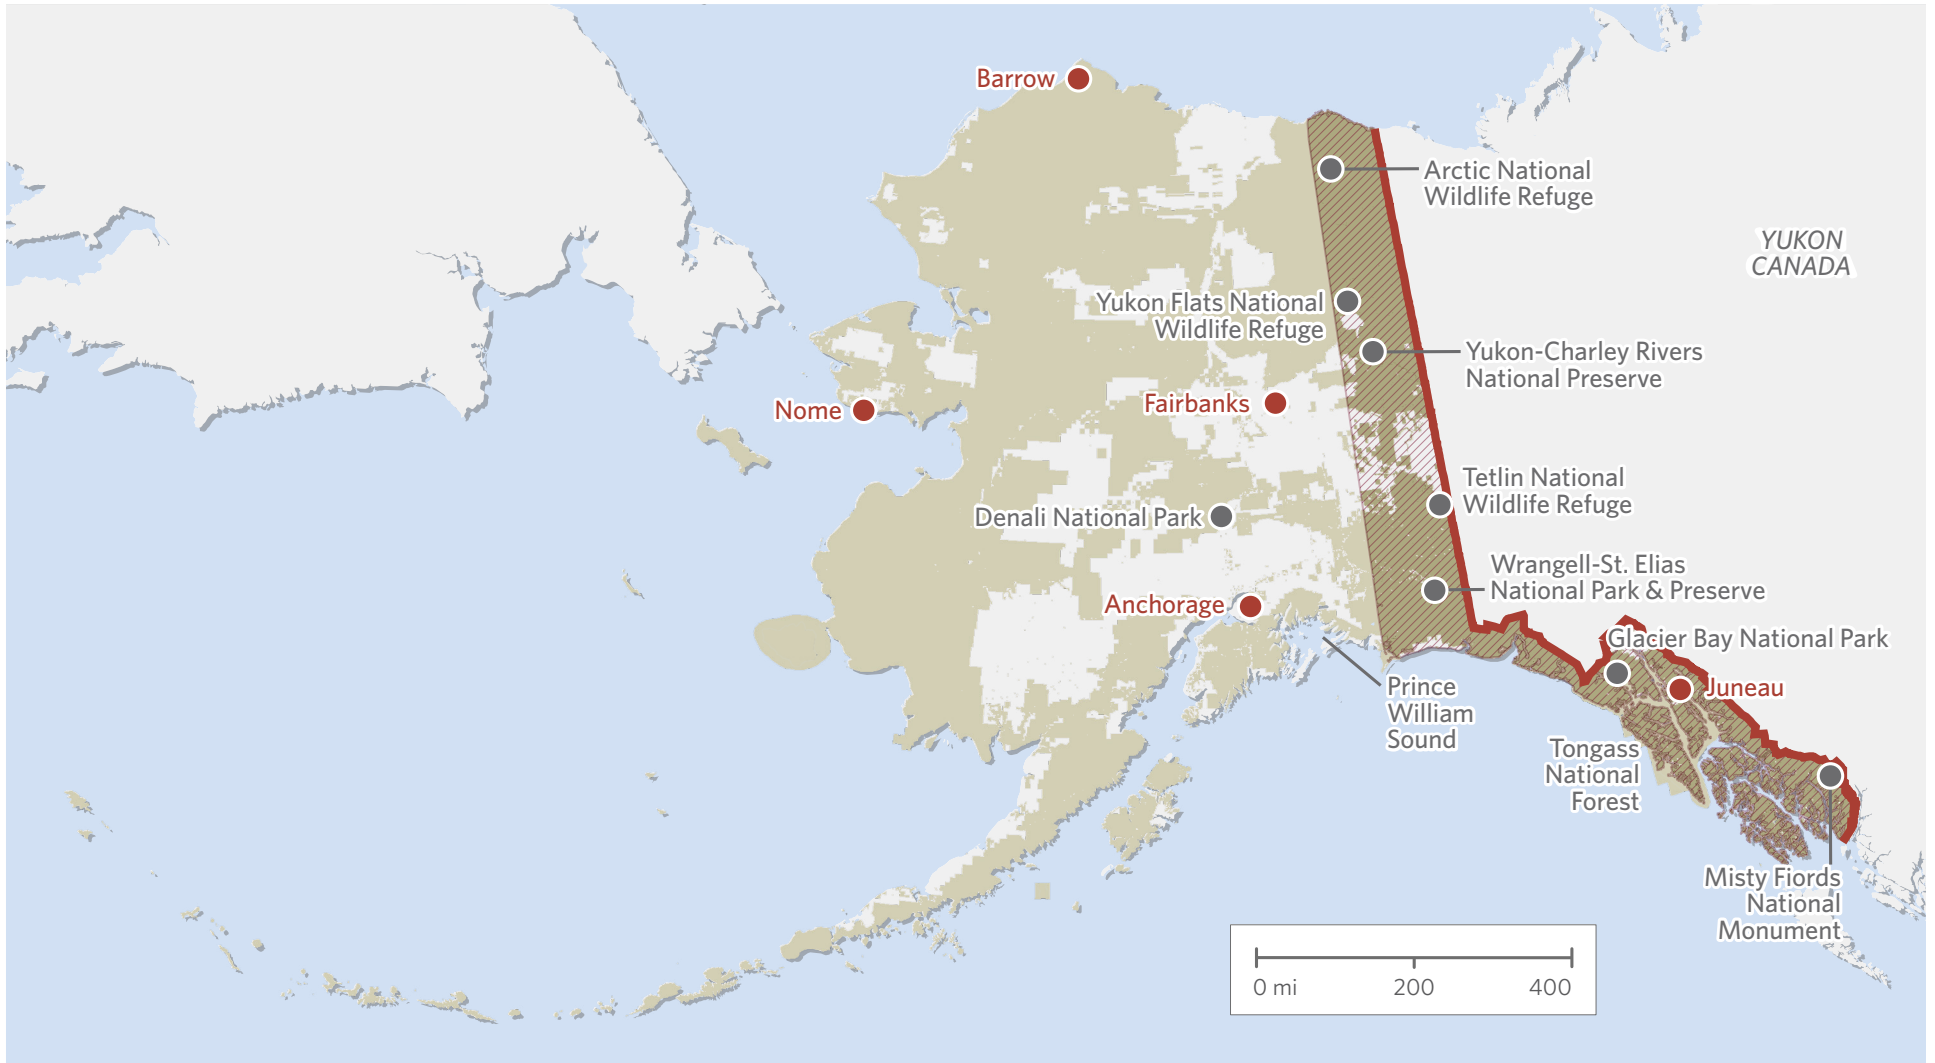 Barrow
Arctic National
Wildlife Refuge
YUKON
CANADA
Yukon Flats National
Wildlife Refuge
Yukon-Charley Rivers
National Preserve
Nome
Fairbanks
Tetlin National
Wildlife Refuge
Denali National Park
Wrangell-St. Elias
National Park & Preserve
Anchorage
Glacier Bay National Park
Prince
William
Sound
Juneau
Tongass
National
Forest
Misty Fiords
National
Monument
0 mi 200 400